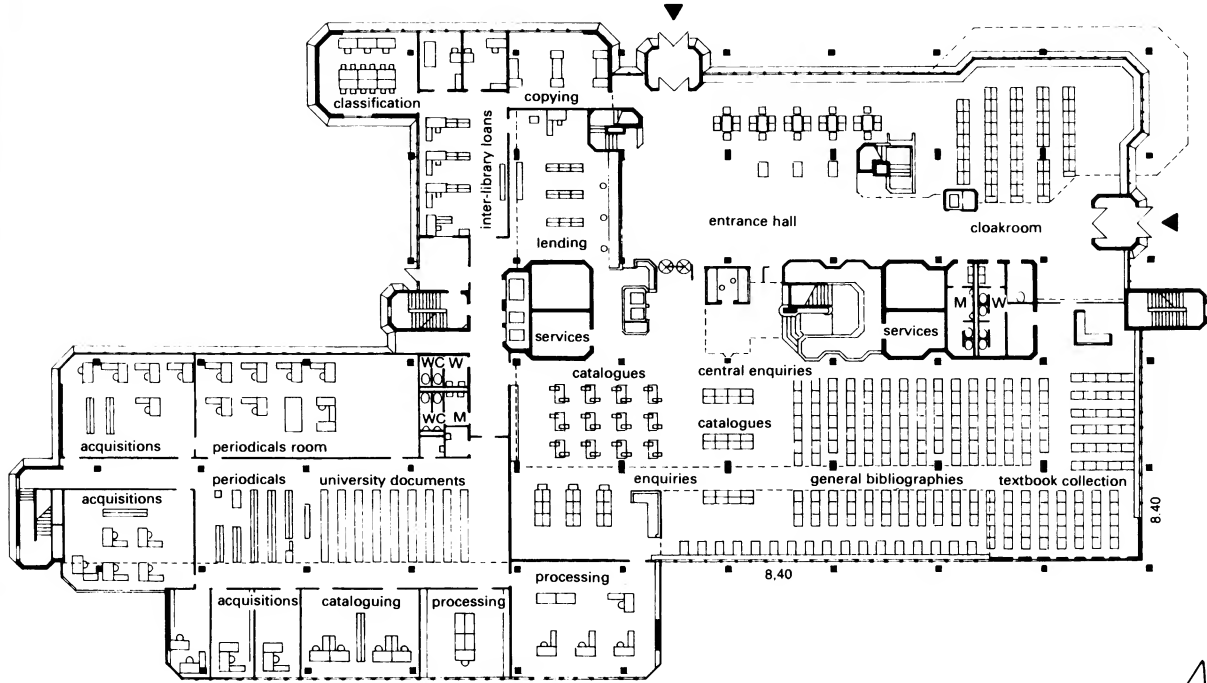 classification
copying
inter-library loans
lending
entrance hall
cloakroom
services
services
M
W
WC W
WC M
catalogues
central enquiries
catalogues
acquisitions
periodicals room
acquisitions
periodicals
university documents
enquiries
general bibliographies
textbook collection
8.40
8,40
acquisitions
cataloguing
processing
processing